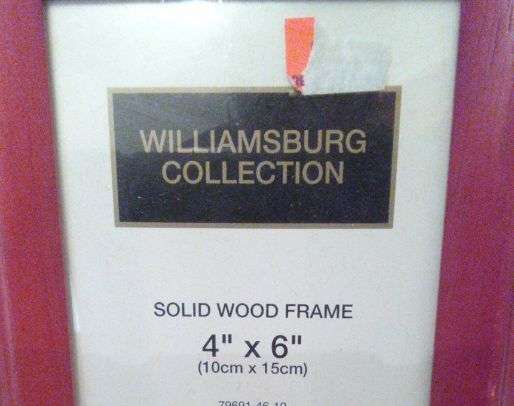 WILLIAMSBURG
COLLECTION
SOLID WOOD FRAME
4" x 6"
(10cm x 15cm)